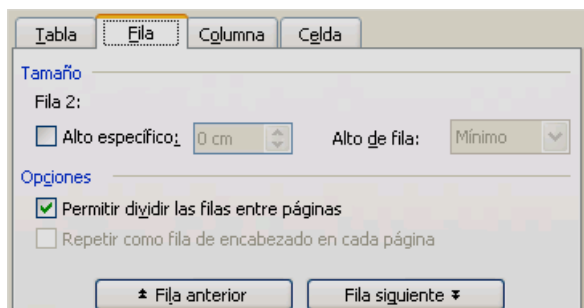 Tabla Fila Columna Celda
Tamaño
Fila 2:
Alto específico: 0 cm Alto de fila: Mínimo
Opciones
Permitir dividir las filas entre páginas
Repetir como fila de encabezado en cada página
Fila anterior Fila siguiente